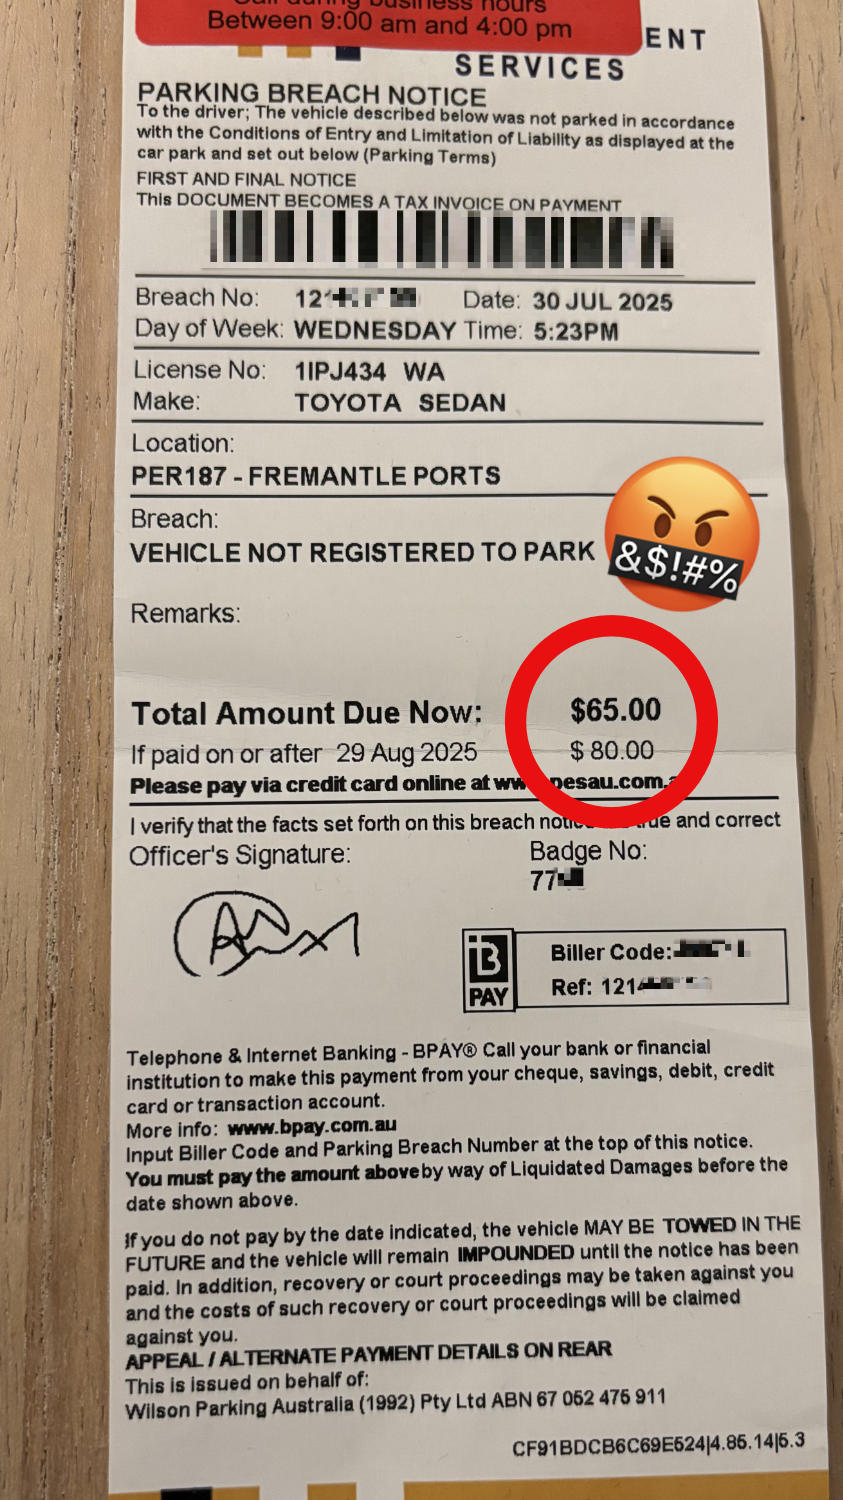 Call during business hours
Between 9:00 am and 4:00 pm
ENT
SERVICES
PARKING BREACH NOTICE
To the driver; The vehicle described below was not parked in accordance
with the Conditions of Entry and Limitation of Liability as displayed at the
car park and set out below (Parking Terms)
FIRST AND FINAL NOTICE
This DOCUMENT BECOMES A TAX INVOICE ON PAYMENT
Breach No: 121 Date: 30 JUL 2025
Day of Week: WEDNESDAY Time: 5:23PM
License No: 1IPJ434 WA
Make: TOYOTA SEDAN
Location:
PER187 - FREMANTLE PORTS
Breach:
VEHICLE NOT REGISTERED TO PARK
&$!#%
Remarks:
Total Amount Due Now: $65.00
If paid on or after 29 Aug 2025 $ 80.00
Please pay via credit card online at
I verify that the facts set forth on this breach and correct
Officer's Signature: Badge No:
77
Biller Code:
Ref: 121
B
PAY
Telephone & Internet Banking - BPAY® Call your bank or financial
institution to make this payment from your cheque, savings, debit, credit
card or transaction account.
More info: www.bpay.com.au
Input Biller Code and Parking Breach Number at the top of this notice.
You must pay the amount above by way of Liquidated Damages before the
date shown above.
If you do not pay by the date indicated, the vehicle MAY BE TOWED IN THE
FUTURE and the vehicle will remain IMPOUNDED until the notice has been
paid. In addition, recovery or court proceedings may be taken against you
and the costs of such recovery or court proceedings will be claimed
against you.
APPEAL / ALTERNATE PAYMENT DETAILS ON REAR
This is issued on behalf of:
Wilson Parking Australia (1992) Pty Ltd ABN 67 052 475 911
CF91BDCB6C69E524|4.85.14|5.3